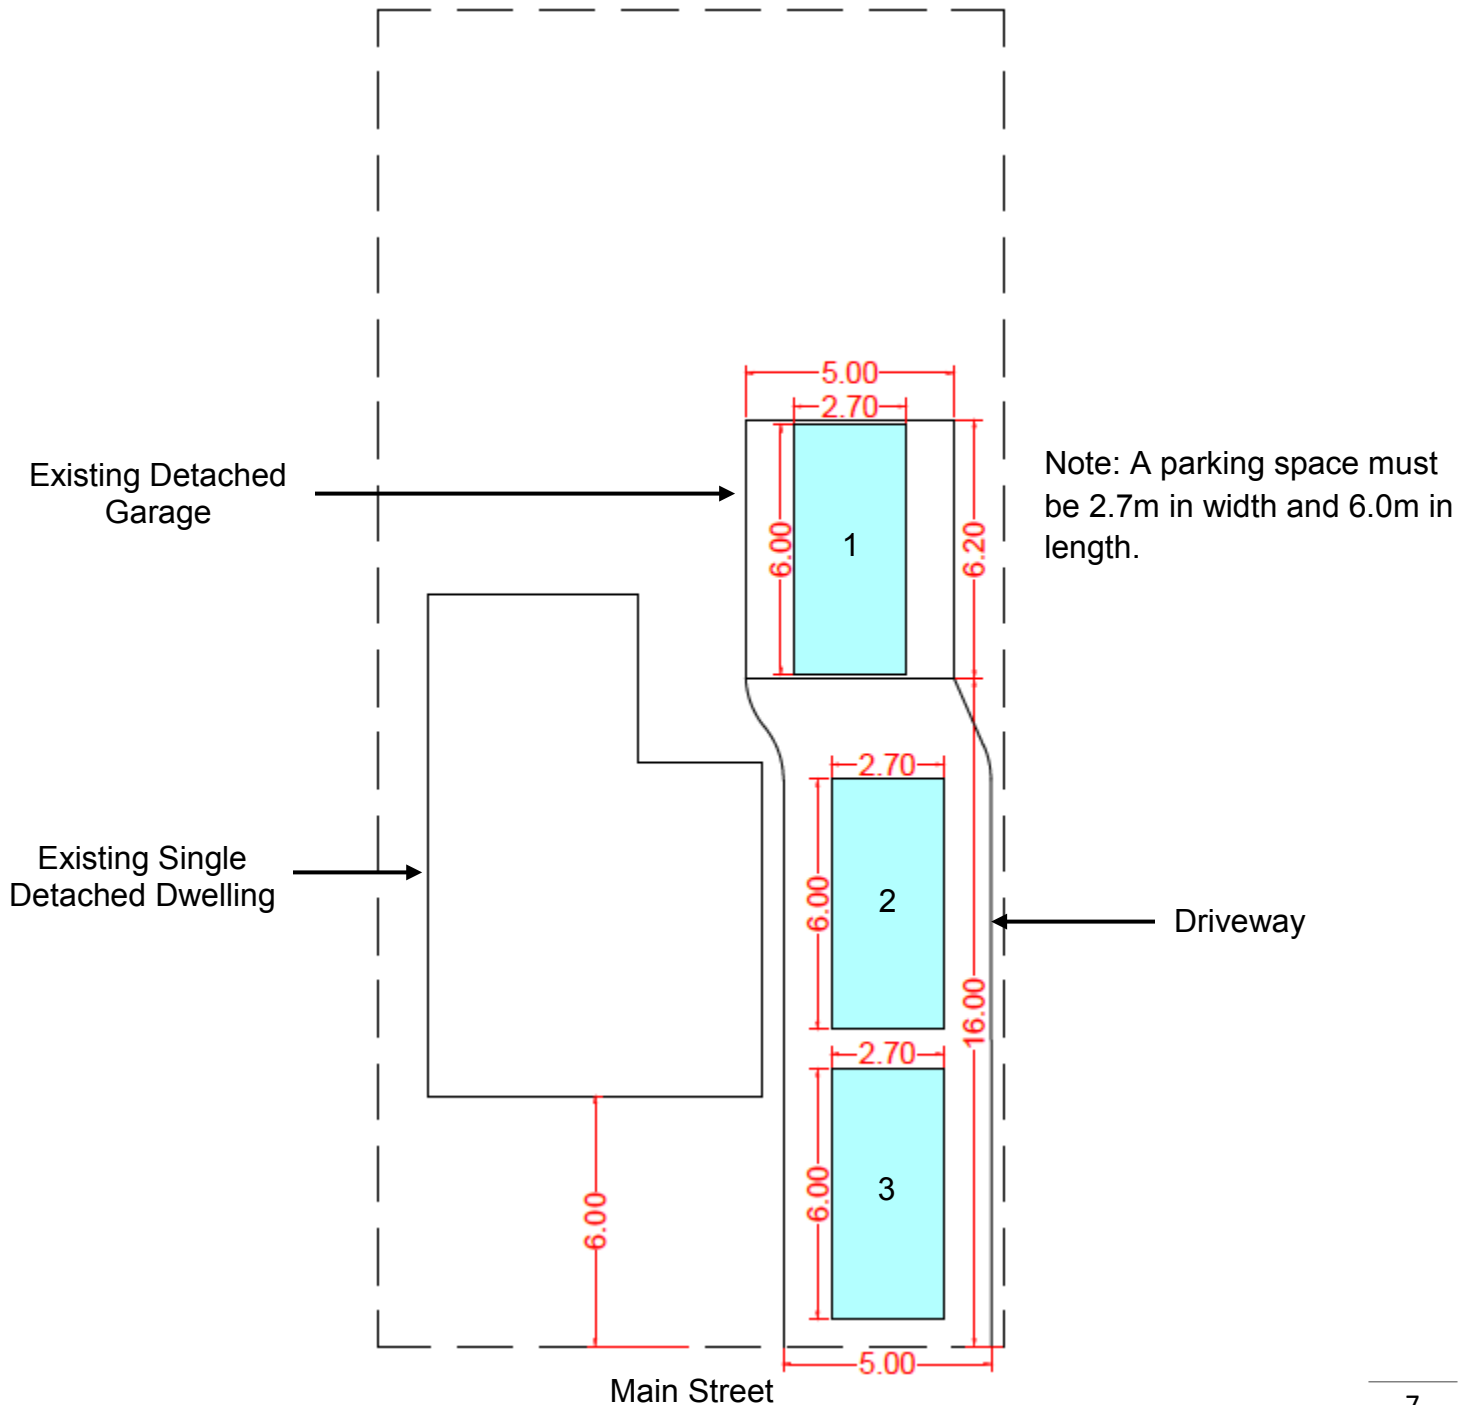 5.00
2.70
Existing Detached
Garage
Note: A parking space must
be 2.7m in width and 6.0m in
length.
6.00
1
6.20
2.70
Existing Single
Detached Dwelling
6.00
2
Driveway
16.00
2.70
6.00
3
6.00
5.00
Main Street
7